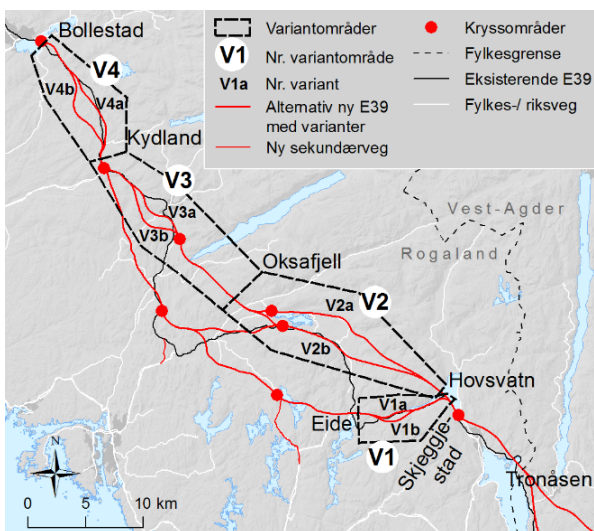 Variantområder
V1 Nr. variantområde
V1a Nr. variant
Alternativ ny E39
med varianter
Ny sekundærveg
Kryssområder
Fylkesgrense
Eksisterende E39
Fylkes-/ riksveg
Bollestad
V4
V4b
V4a
Kydland
V3
V3a
V3b
Vest-Agder
Rogaland
Oksafjell
V2a
V2
V2b
Hovsvatn
V1a
Eide
V1b
V1
Skjeggje
stad
Tronåsen
N
0 5 10 km